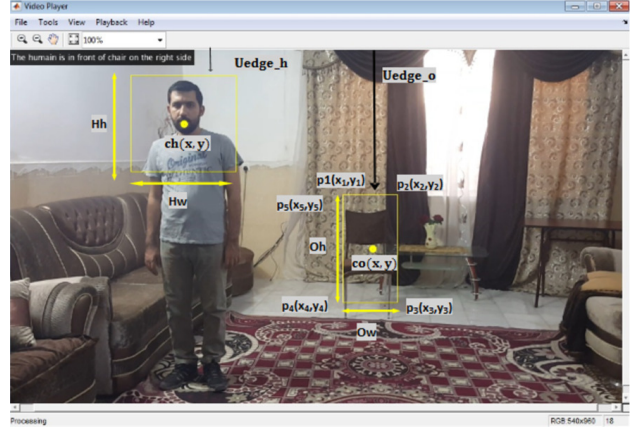 Video Player
File Tools View Playback Help
100%
The humain is in front of chair on the right side
Uedge_h
Uedge_o
Hh
ch(x,y)
Original
Hw
p1(x₁,y₁)
p₂(x₂,y₂)
p₅(x₅,y₅)
Oh
co(x,y)
p₄(x₄,y₄)
p₃(x₃,y₃)
Ow
Processing
RGB:540x960 18